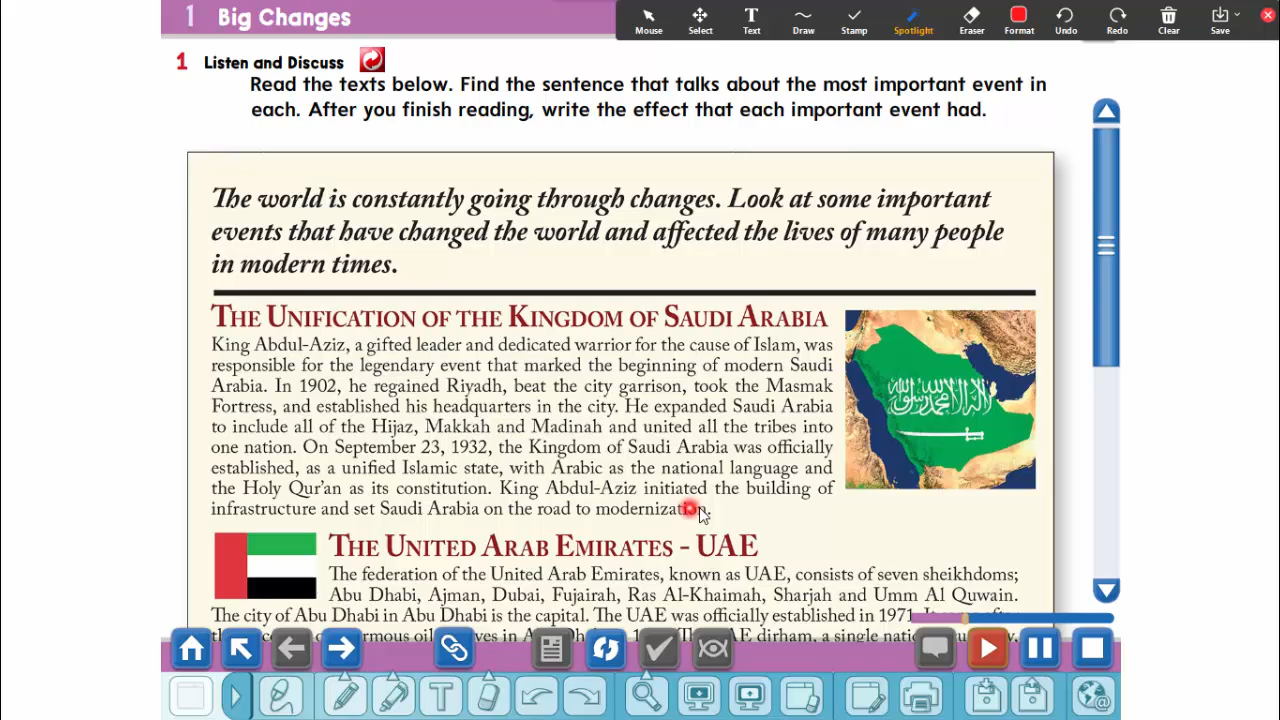 1 Big Changes
Mouse Select Text Draw Stamp Spotlight Eraser Format Undo Redo Clear Save
1 Listen and Discuss
Read the texts below. Find the sentence that talks about the most important event in
each. After you finish reading, write the effect that each important event had.
The world is constantly going through changes. Look at some important
events that have changed the world and affected the lives of many people
in modern times.
THE UNIFICATION OF THE KINGDOM OF SAUDI ARABIA
King Abdul-Aziz, a gifted leader and dedicated warrior for the cause of Islam, was
responsible for the legendary event that marked the beginning of modern Saudi
Arabia. In 1902, he regained Riyadh, beat the city garrison, took the Masmak
Fortress, and established his headquarters in the city. He expanded Saudi Arabia
to include all of the Hijaz, Makkah and Madinah and united all the tribes into
one nation. On September 23, 1932, the Kingdom of Saudi Arabia was officially
established, as a unified Islamic state, with Arabic as the national language and
the Holy Qur'an as its constitution. King Abdul-Aziz initiated the building of
infrastructure and set Saudi Arabia on the road to modernization.
لا إله إلا الله محمد رسول الله
THE UNITED ARAB EMIRATES - UAE
The federation of the United Arab Emirates, known as UAE, consists of seven sheikhdoms;
Abu Dhabi, Ajman, Dubai, Fujairah, Ras Al-Khaimah, Sharjah and Umm Al Quwain.
The city of Abu Dhabi in Abu Dhabi is the capital. The UAE was officially established in 1971.